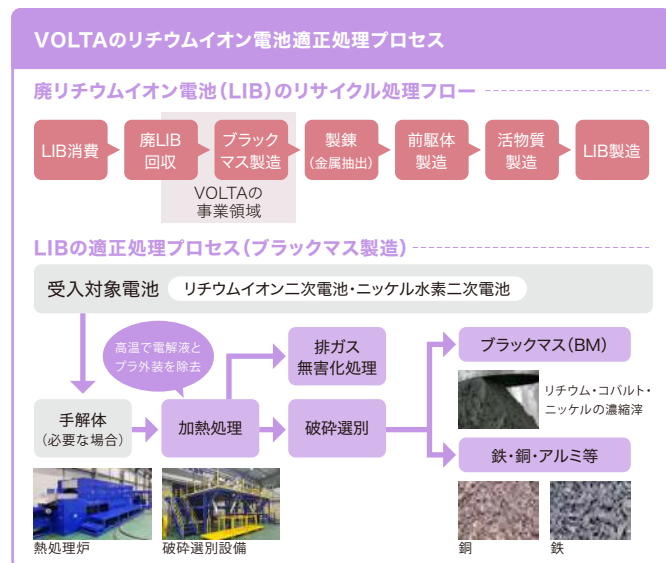 VOLTAのリチウムイオン電池適正処理プロセス
廃リチウムイオン電池(LIB)のリサイクル処理フロー
LIB消費
廃LIB
回収
ブラック
マス製造
製錬
(金属抽出)
前駆体
製造
活物質
製造
LIB製造
VOLTAの
事業領域
LIBの適正処理プロセス(ブラックマス製造)
受入対象電池
リチウムイオン二次電池・ニッケル水素二次電池
高温で電解液と
プラ外装を除去
排ガス
無害化処理
ブラックマス(BM)
リチウム・コバルト・
ニッケルの濃縮滓
手解体
(必要な場合)
加熱処理
破砕選別
鉄・銅・アルミ等
熱処理炉
破砕選別設備
銅
鉄